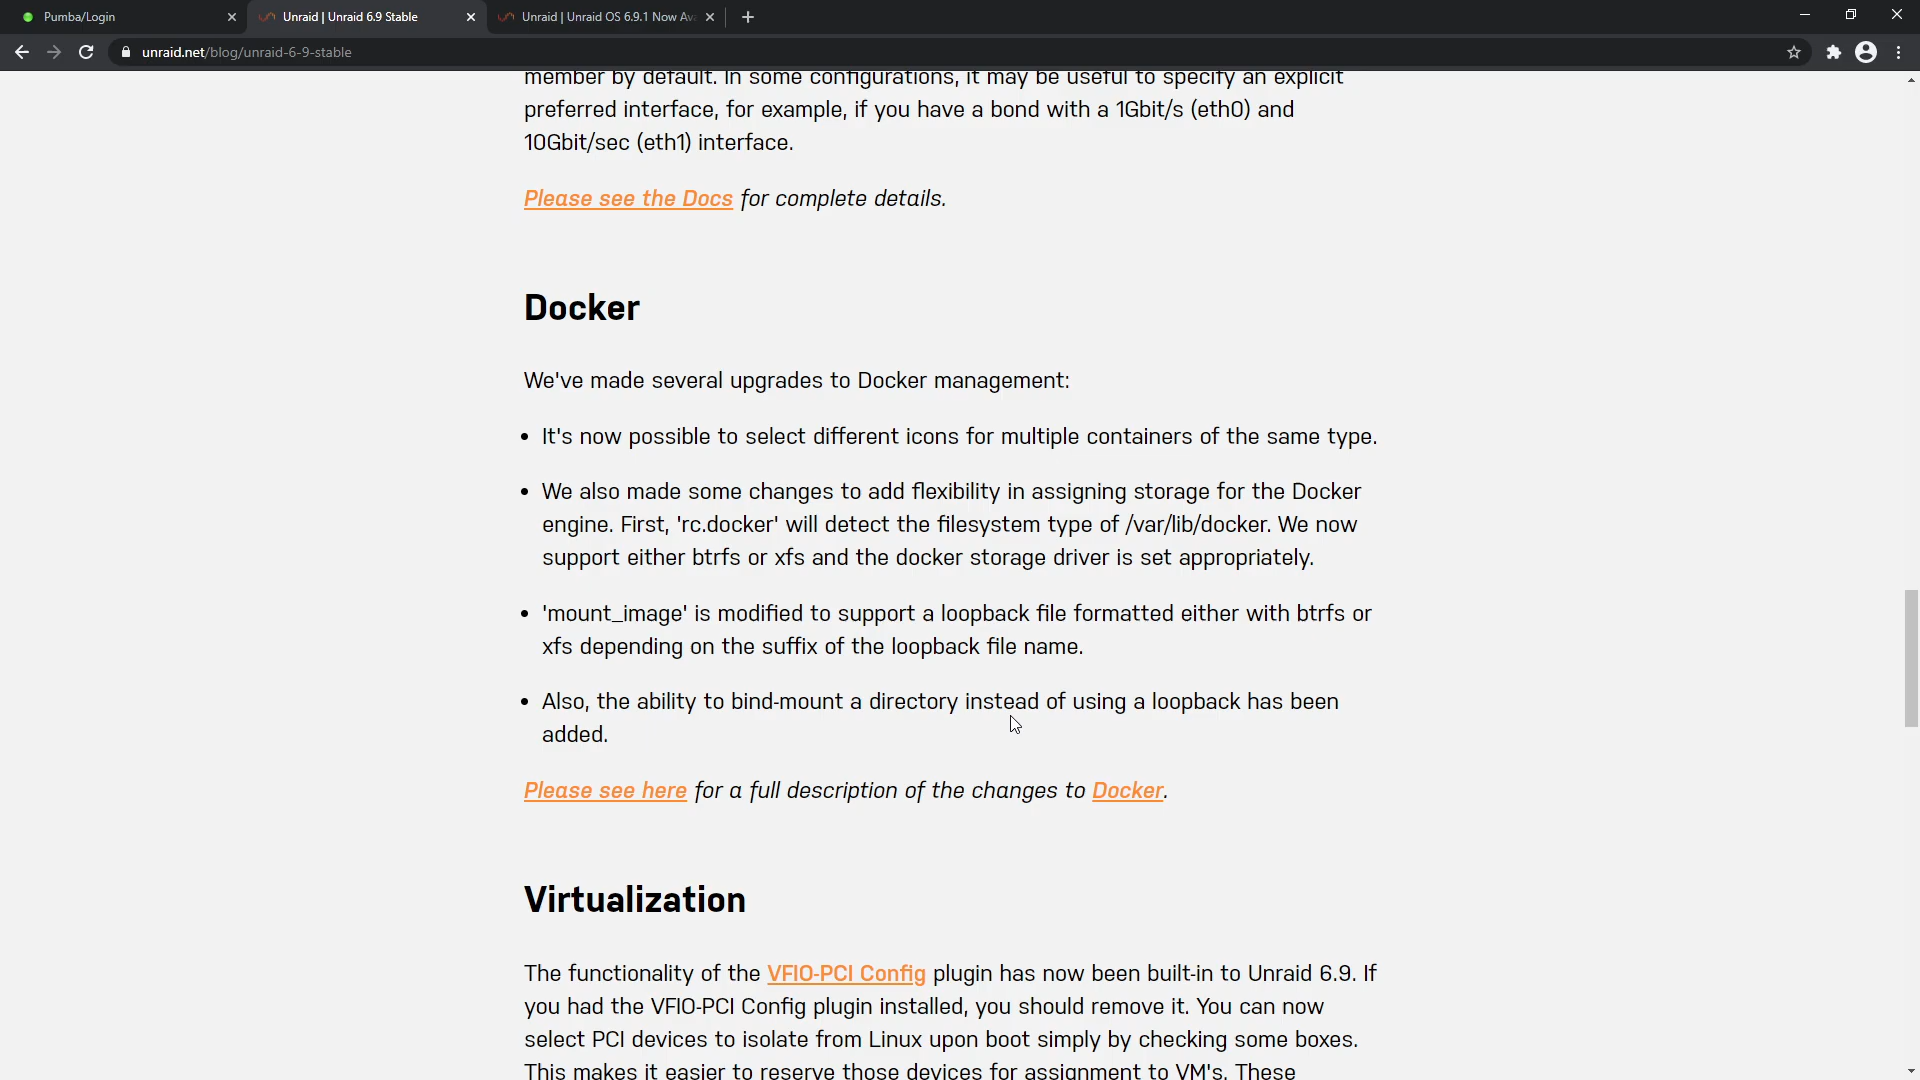 Pumba/Login
Unraid | Unraid 6.9 Stable
Unraid | Unraid OS 6.9.1 Now Av
unraid.net/blog/unraid-6-9-stable
member by default. In some configurations, it may be useful to specify an explicit
preferred interface, for example, if you have a bond with a 1Gbit/s (eth0) and
10Gbit/sec (eth1) interface.
Please see the Docs for complete details.
Docker
We've made several upgrades to Docker management:
• It's now possible to select different icons for multiple containers of the same type.
• We also made some changes to add flexibility in assigning storage for the Docker
engine. First, 'rc.docker' will detect the filesystem type of /var/lib/docker. We now
support either btrfs or xfs and the docker storage driver is set appropriately.
• 'mount_image' is modified to support a loopback file formatted either with btrfs or
xfs depending on the suffix of the loopback file name.
• Also, the ability to bind-mount a directory instead of using a loopback has been
added.
Please see here for a full description of the changes to Docker.
Virtualization
The functionality of the VFIO-PCI Config plugin has now been built-in to Unraid 6.9. If
you had the VFIO-PCI Config plugin installed, you should remove it. You can now
select PCI devices to isolate from Linux upon boot simply by checking some boxes.
This makes it easier to reserve those devices for assignment to VM's. These